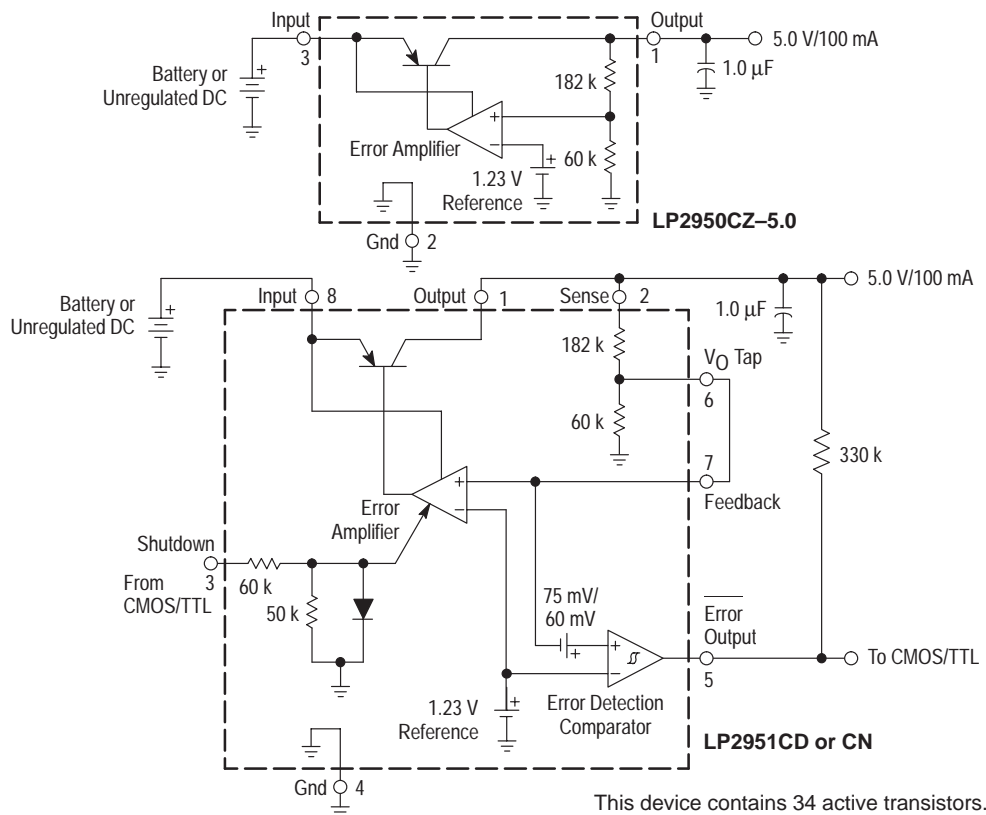 Input
3
Output
1
5.0 V/100 mA
1.0 µF
Battery or
Unregulated DC
+
182 k
+
–
Error Amplifier
60 k
+
1.23 V
Reference
Gnd
2
LP2950CZ–5.0
Battery or
Unregulated DC
+
Input
8
Output
1
Sense
2
5.0 V/100 mA
1.0 µF
182 k
VO Tap
6
60 k
330 k
7
Feedback
+
–
Error
Amplifier
Shutdown
3
From
CMOS/TTL
60 k
50 k
75 mV/
60 mV
+
+
–
Error
Output
5
To CMOS/TTL
1.23 V
Reference
+
Error Detection
Comparator
LP2951CD or CN
Gnd
4
This device contains 34 active transistors.